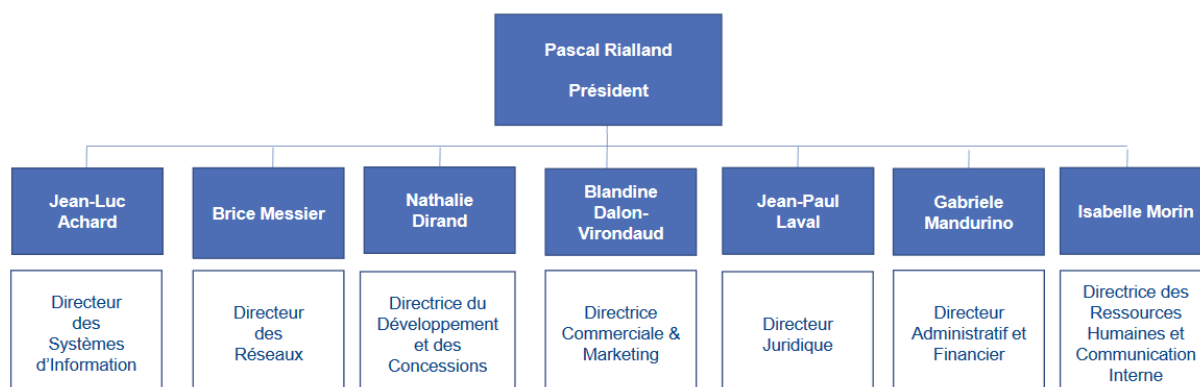 Pascal Rialland
Président
Jean-Luc
Achard
Brice Messier
Nathalie
Dirand
Blandine
Dalon-
Virondaud
Jean-Paul
Laval
Gabriele
Mandurino
Isabelle Morin
Directeur
des
Systèmes
d'Information
Directeur
des
Réseaux
Directrice du
Développement
et des
Concessions
Directrice
Commerciale &
Marketing
Directeur
Juridique
Directeur
Administratif et
Financier
Directrice des
Ressources
Humaines et
Communication
Interne